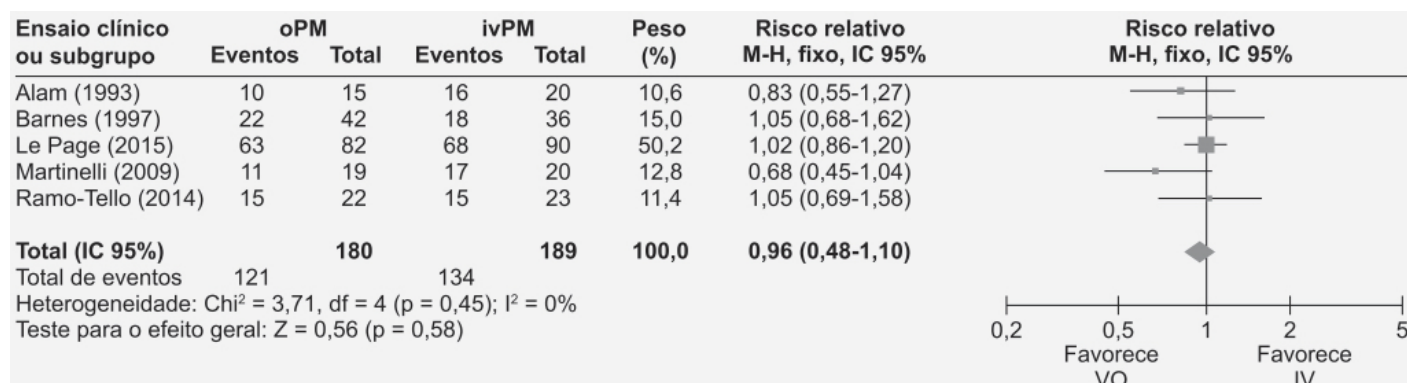 Ensaio clínico oPM ivPM Peso Risco relativo Risco relativo
ou subgrupo Eventos Total Eventos Total (%) M-H, fixo, IC 95% M-H, fixo, IC 95%
Alam (1993) 10 15 16 20 10,6 0,83 (0,55-1,27)
Barnes (1997) 22 42 18 36 15,0 1,05 (0,68-1,62)
Le Page (2015) 63 82 68 90 50,2 1,02 (0,86-1,20)
Martinelli (2009) 11 19 17 20 12,8 0,68 (0,45-1,04)
Ramo-Tello (2014) 15 22 15 23 11,4 1,05 (0,69-1,58)
Total (IC 95%) 180 189 100,0 0,96 (0,48-1,10)
Total de eventos 121 134
Heterogeneidade: Chi² = 3,71, df = 4 (p = 0,45); I² = 0%
Teste para o efeito geral: Z = 0,56 (p = 0,58)
0,2 0,5 1 2 5
Favorece Favorece
VO IV